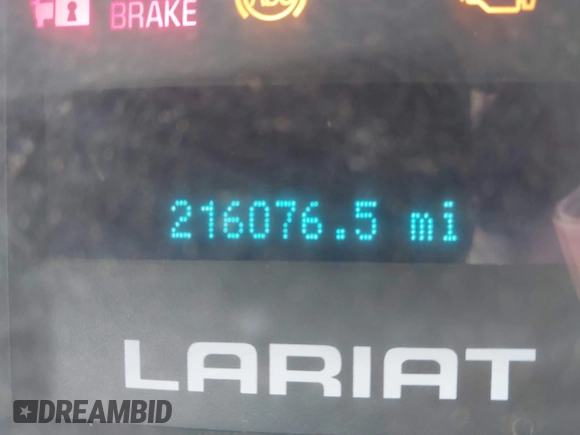 BRAKE
216076.5 mi
LARIAT
DREAMBID